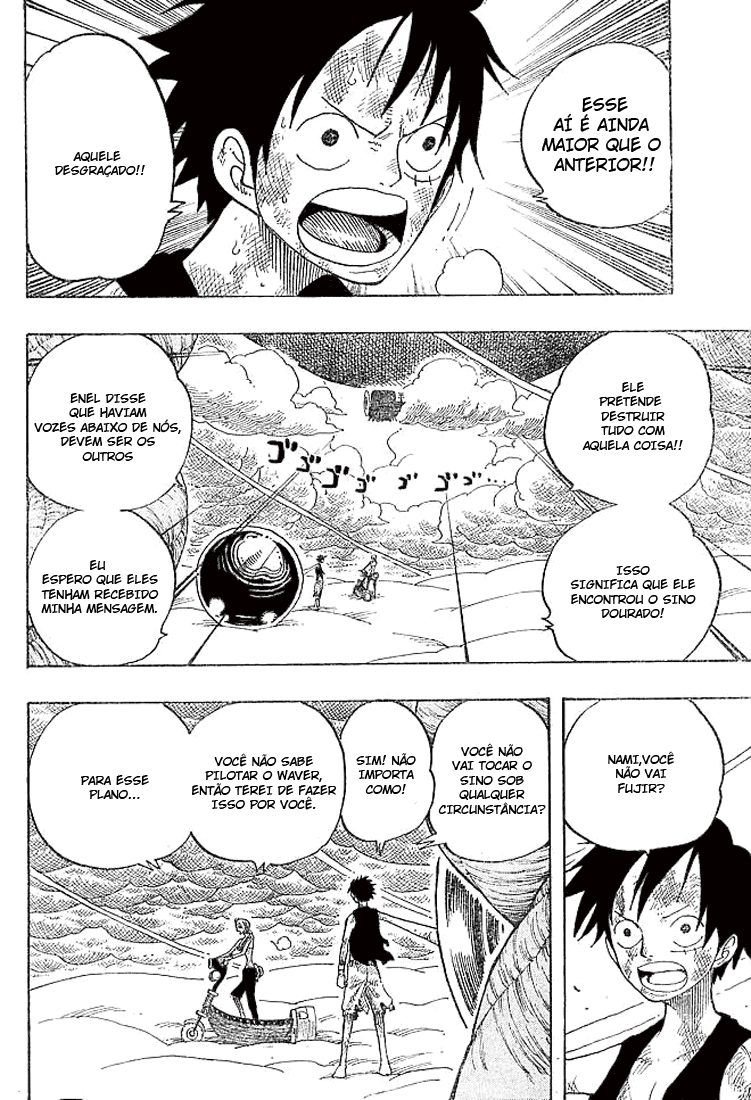 ESSE
AÍ É AINDA
MAIOR QUE O
ANTERIOR!!
AQUELE
DESGRAÇADO!!
ELE
PRETENDE
DESTRUIR
TUDO COM
AQUELA COISA!!
ISSO
SIGNIFICA QUE ELE
ENCONTROU O SINO
DOURADO!
ゴゴゴゴゴゴゴ...
ENEL DISSE
QUE HAVIAM
VOZES ABAIXO DE NÓS,
DEVEM SER OS
OUTROS
EU
ESPERO QUE ELES
TENHAM RECEBIDO
MINHA MENSAGEM.
NAMI,VOCÊ
NÃO VAI
FUJIR?
VOCÊ NÃO
VAI TOCAR O
SINO SOB
QUALQUER
CIRCUNSTÂNCIA?
SIM! NÃO
IMPORTA
COMO!
VOCÊ NÃO SABE
PILOTAR O WAVER,
ENTÃO TEREI DE FAZER
ISSO POR VOCÊ.
PARA ESSE
PLANO...